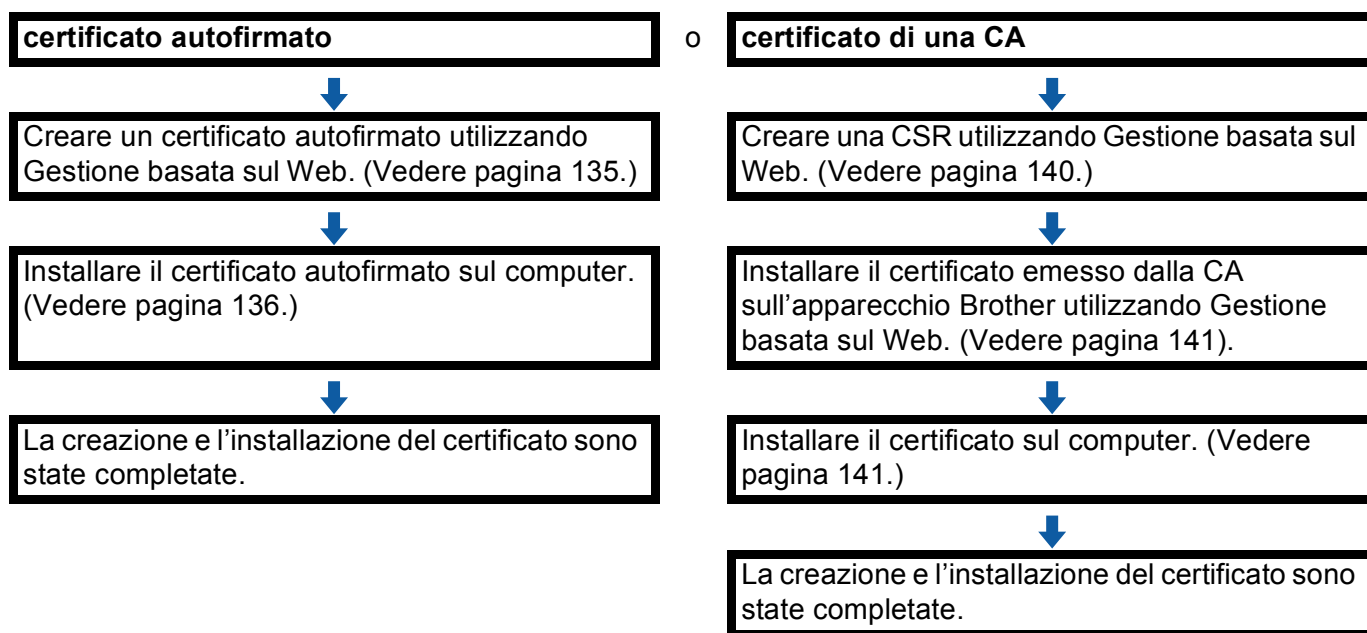 certificato autofirmato
o
certificato di una CA
Creare un certificato autofirmato utilizzando
Gestione basata sul Web. (Vedere pagina 135.)
Creare una CSR utilizzando Gestione basata sul
Web. (Vedere pagina 140.)
Installare il certificato autofirmato sul computer.
(Vedere pagina 136.)
Installare il certificato emesso dalla CA
sull’apparecchio Brother utilizzando Gestione
basata sul Web. (Vedere pagina 141).
La creazione e l’installazione del certificato sono
state completate.
Installare il certificato sul computer. (Vedere
pagina 141.)
La creazione e l’installazione del certificato sono
state completate.